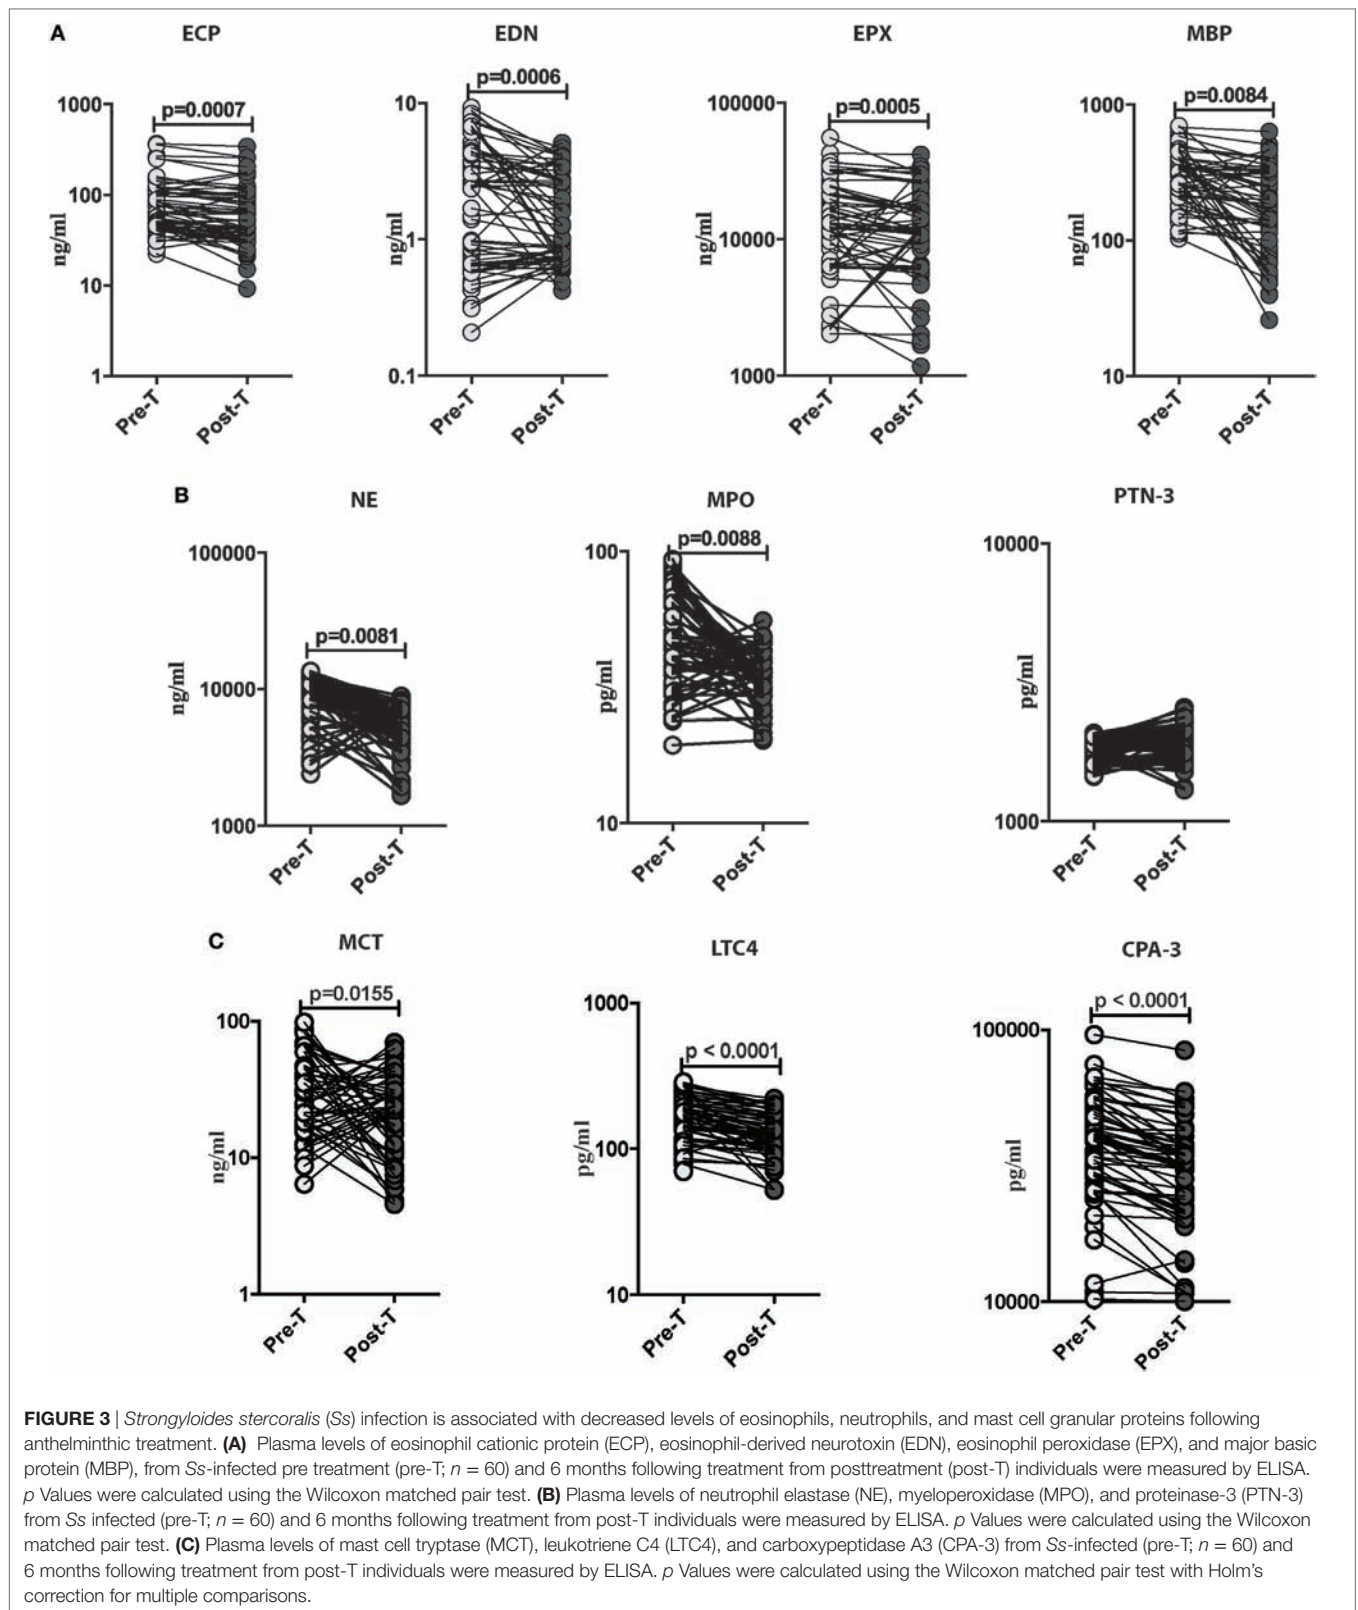 A
ECP
EDN
EPX
MBP
p=0.0007
p=0.0006
p=0.0005
p=0.0084
1000
100
10
1
ng/ml
Pre-T
Post-T
10
1
0.1
ng/ml
Pre-T
Post-T
100000
10000
1000
ng/ml
Pre-T
Post-T
1000
100
10
ng/ml
Pre-T
Post-T
B
NE
MPO
PTN-3
p=0.0081
p=0.0088
100000
10000
1000
ng/ml
Pre-T
Post-T
100
10
pg/ml
Pre-T
Post-T
10000
1000
pg/ml
Pre-T
Post-T
C
MCT
LTC4
CPA-3
p=0.0155
p < 0.0001
p < 0.0001
100
10
1
ng/ml
Pre-T
Post-T
1000
100
10
pg/ml
Pre-T
Post-T
100000
10000
pg/ml
Pre-T
Post-T
FIGURE 3 | Strongyloides stercoralis (Ss) infection is associated with decreased levels of eosinophils, neutrophils, and mast cell granular proteins following
anthelminthic treatment. (A) Plasma levels of eosinophil cationic protein (ECP), eosinophil-derived neurotoxin (EDN), eosinophil peroxidase (EPX), and major basic
protein (MBP), from Ss-infected pre treatment (pre-T; n = 60) and 6 months following treatment from posttreatment (post-T) individuals were measured by ELISA.
p Values were calculated using the Wilcoxon matched pair test. (B) Plasma levels of neutrophil elastase (NE), myeloperoxidase (MPO), and proteinase-3 (PTN-3)
from Ss infected (pre-T; n = 60) and 6 months following treatment from post-T individuals were measured by ELISA. p Values were calculated using the Wilcoxon
matched pair test. (C) Plasma levels of mast cell tryptase (MCT), leukotriene C4 (LTC4), and carboxypeptidase A3 (CPA-3) from Ss-infected (pre-T; n = 60) and
6 months following treatment from post-T individuals were measured by ELISA. p Values were calculated using the Wilcoxon matched pair test with Holm's
correction for multiple comparisons.